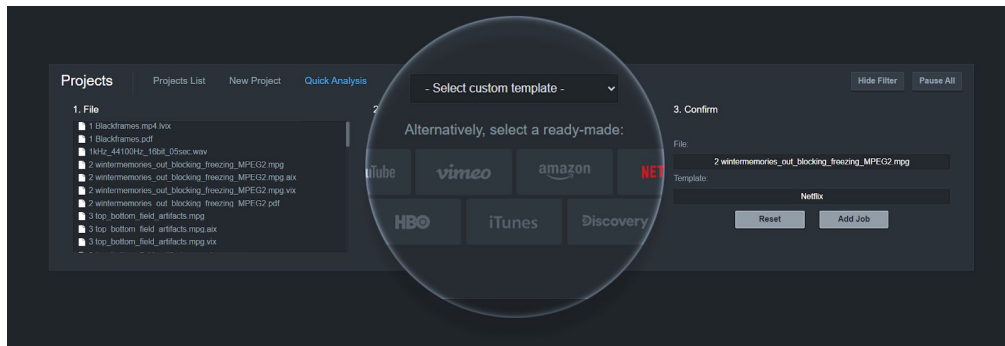 Projects
Projects List
New Project
Quick Analysis
Hide Filter
Pause All
1. File
1 Blackframes.mp4.lvix
1 Blackframes.pdf
1kHz_44100Hz_16bit_05sec.wav
2 wintermemories_out_blocking_freezing_MPEG2.mpg
2 wintermemories_out_blocking_freezing_MPEG2.mpg.aix
2 wintermemories_out_blocking_freezing_MPEG2.mpg.vix
2 wintermemories_out_blocking_freezing_MPEG2.pdf
3 top_bottom_field_artifacts.mpg
3 top_bottom_field_artifacts.mpg.aix
3 top_bottom_field_artifacts.mpg.vix
2
- Select custom template -
Alternatively, select a ready-made:
uTube
vimeo
amazon
NET
HBO
iTunes
Discovery
3. Confirm
File:
2 wintermemories_out_blocking_freezing_MPEG2.mpg
Template:
Netflix
Reset
Add Job